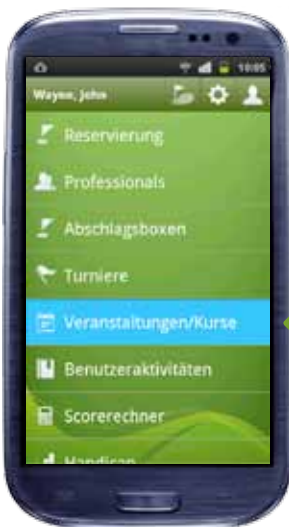 10:05
Wayne, John
Reservierung
Professionals
Abschlagsboxen
Turniere
Veranstaltungen/Kurse
Benutzeraktivitäten
Scorerechner
Handicap